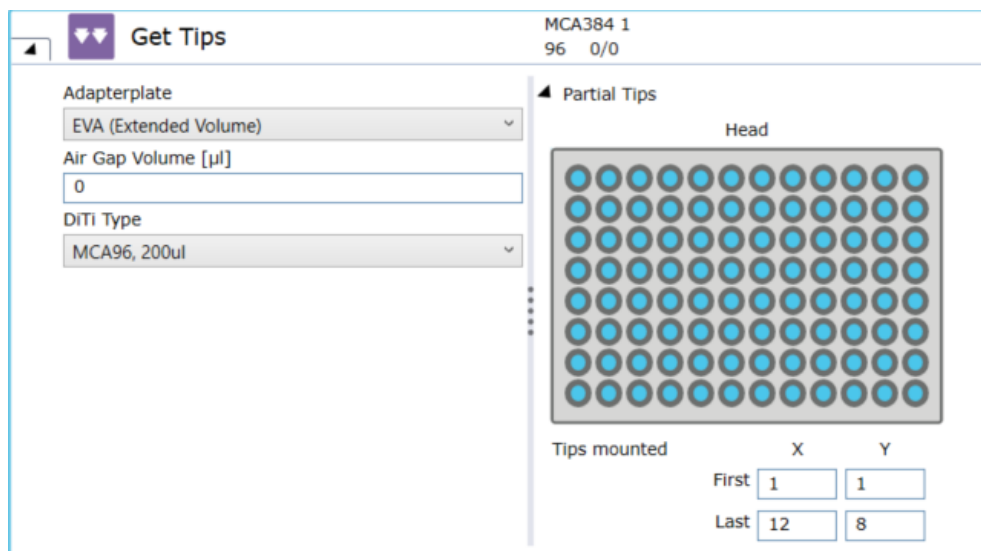 Get Tips
MCA384 1
96 0/0
Adapterplate
EVA (Extended Volume)
Air Gap Volume [µl]
0
DiTi Type
MCA96, 200ul
Partial Tips
Head
Tips mounted X Y
First 1 1
Last 12 8